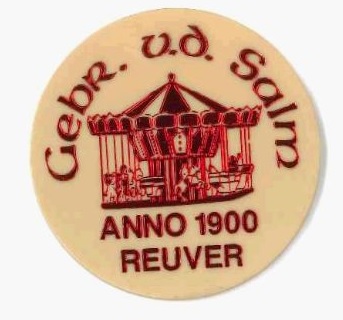 Gebr. v.d. Salm
ANNO 1900
REUVER